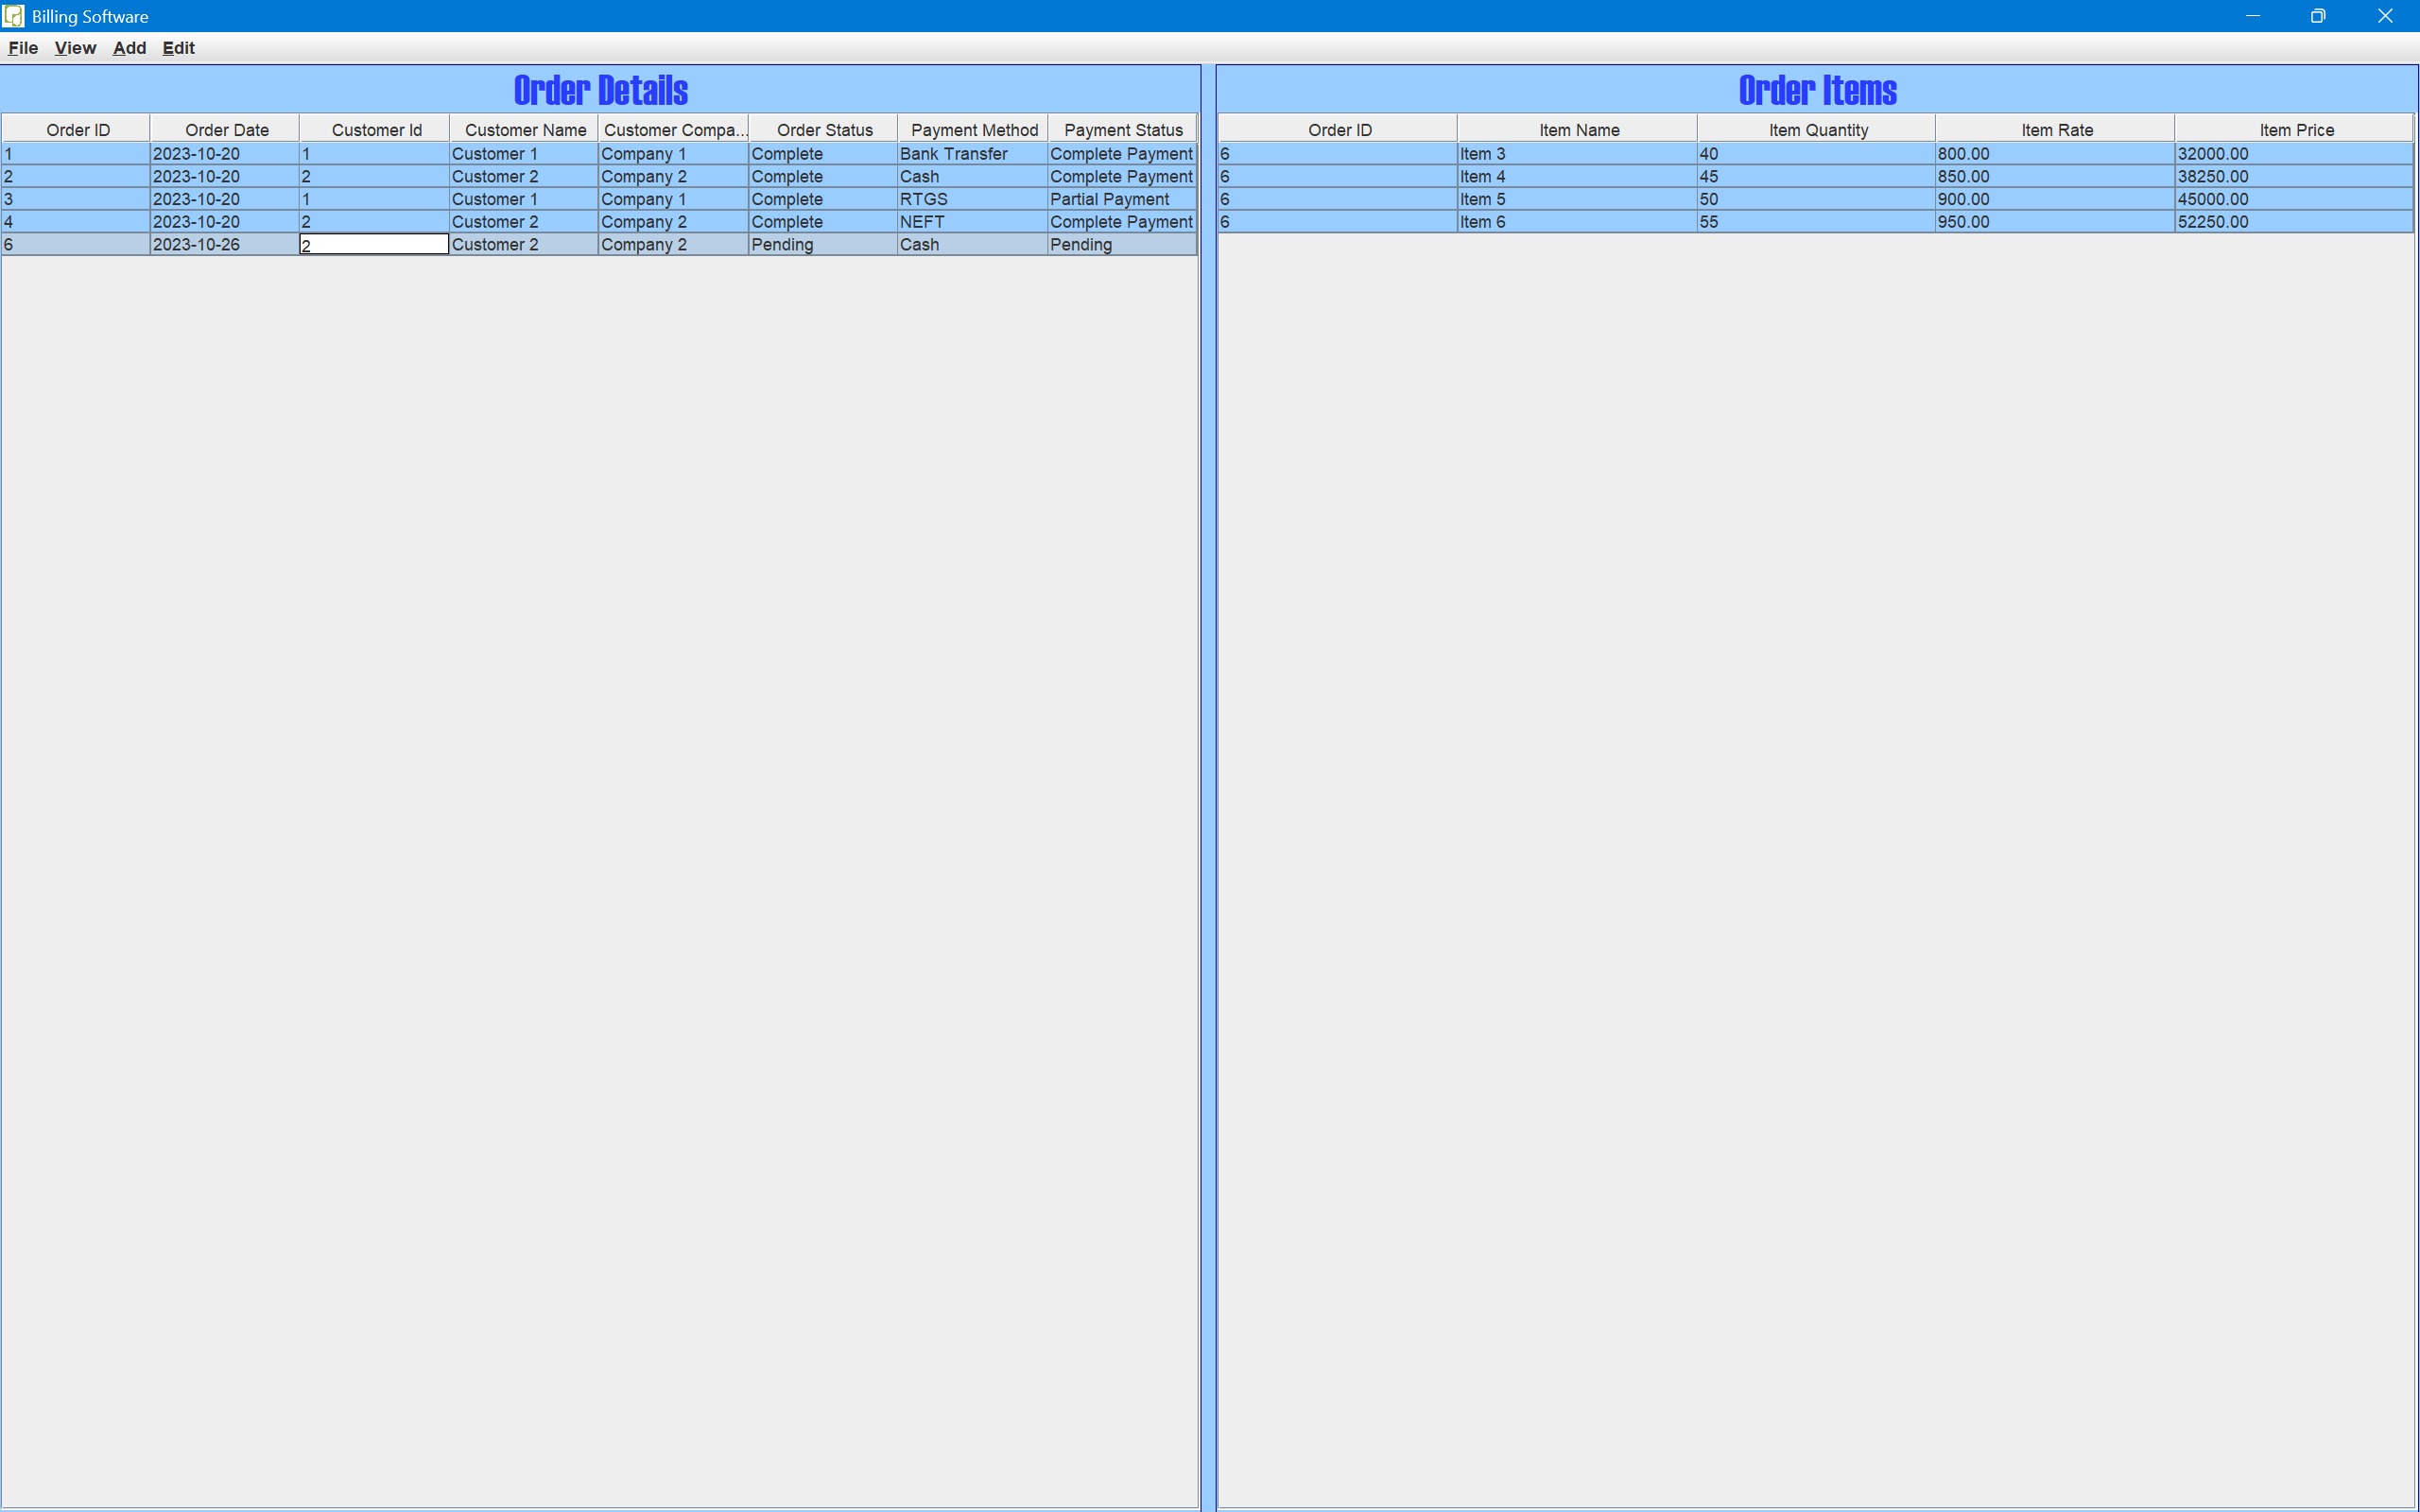 Billing Software
File View Add Edit
Order Details
Order ID Order Date Customer Id Customer Name Customer Compa... Order Status Payment Method Payment Status
1 2023-10-20 1 Customer 1 Company 1 Complete Bank Transfer Complete Payment
2 2023-10-20 2 Customer 2 Company 2 Complete Cash Complete Payment
3 2023-10-20 1 Customer 1 Company 1 Complete RTGS Partial Payment
4 2023-10-20 2 Customer 2 Company 2 Complete NEFT Complete Payment
6 2023-10-26 2 Customer 2 Company 2 Pending Cash Pending
Order Items
Order ID Item Name Item Quantity Item Rate Item Price
6 Item 3 40 800.00 32000.00
6 Item 4 45 850.00 38250.00
6 Item 5 50 900.00 45000.00
6 Item 6 55 950.00 52250.00